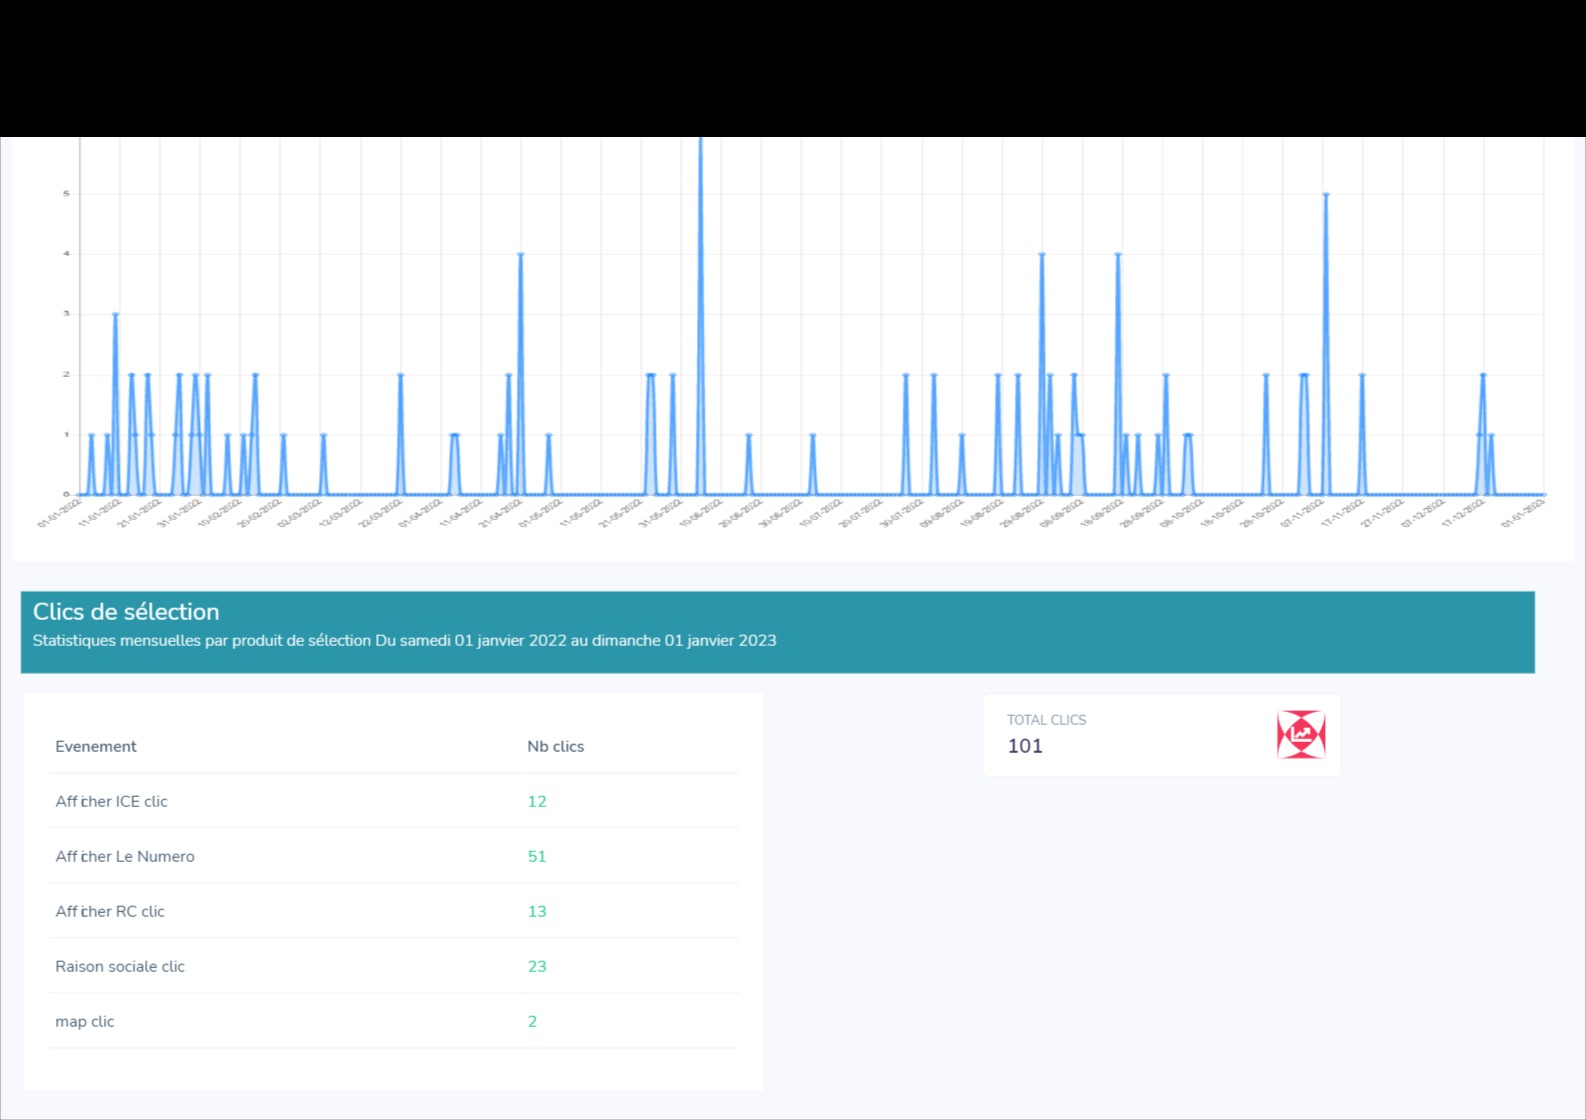 5
4
3
2
1
0
01-01-2022 11-01-2022 21-01-2022 31-01-2022 10-02-2022 20-02-2022 02-03-2022 12-03-2022 22-03-2022 01-04-2022 11-04-2022 21-04-2022 01-05-2022 11-05-2022 21-05-2022 31-05-2022 10-06-2022 20-06-2022 30-06-2022 10-07-2022 20-07-2022 30-07-2022 09-08-2022 19-08-2022 29-08-2022 08-09-2022 18-09-2022 28-09-2022 08-10-2022 18-10-2022 28-10-2022 07-11-2022 17-11-2022 27-11-2022 07-12-2022 17-12-2022 01-01-2023
Clics de sélection
Statistiques mensuelles par produit de sélection Du samedi 01 janvier 2022 au dimanche 01 janvier 2023
Evenement Nb clics
Afficher ICE clic 12
Afficher Le Numero 51
Afficher RC clic 13
Raison sociale clic 23
map clic 2
TOTAL CLICS
101